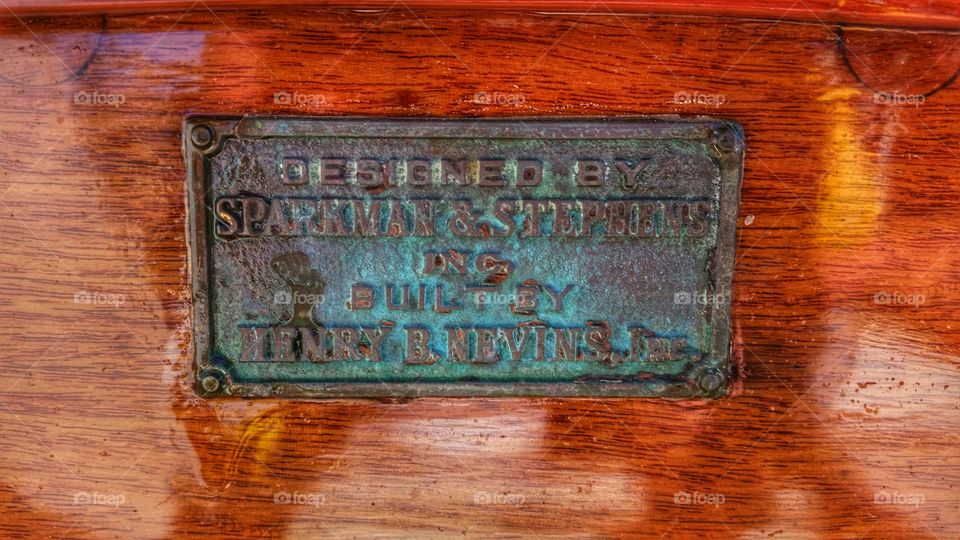 DESIGNED BY
SPARKMAN & STEPHENS
INC.
BUILT BY
HENRY B. NEVINS, Inc.